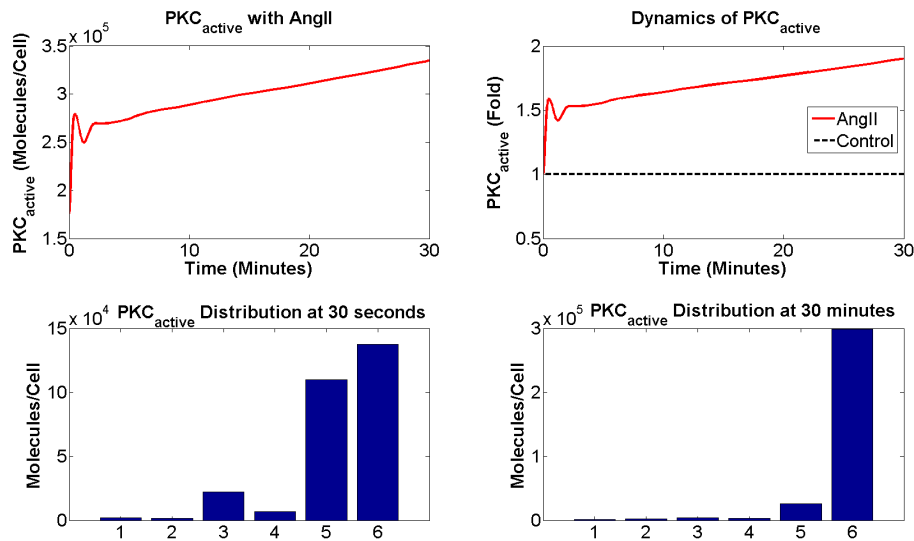 PKCactive with AngII
x 10^5
3.5
3
2.5
2
1.5
PKCactive (Molecules/Cell)
0 10 20 30
Time (Minutes)
Dynamics of PKCactive
2
1.5
1
0.5
PKCactive (Fold)
AngII
Control
0 10 20 30
Time (Minutes)
x 10^4 PKCactive Distribution at 30 seconds
15
10
5
0
Molecules/Cell
1 2 3 4 5 6
x 10^5 PKCactive Distribution at 30 minutes
3
2
1
0
Molecules/Cell
1 2 3 4 5 6